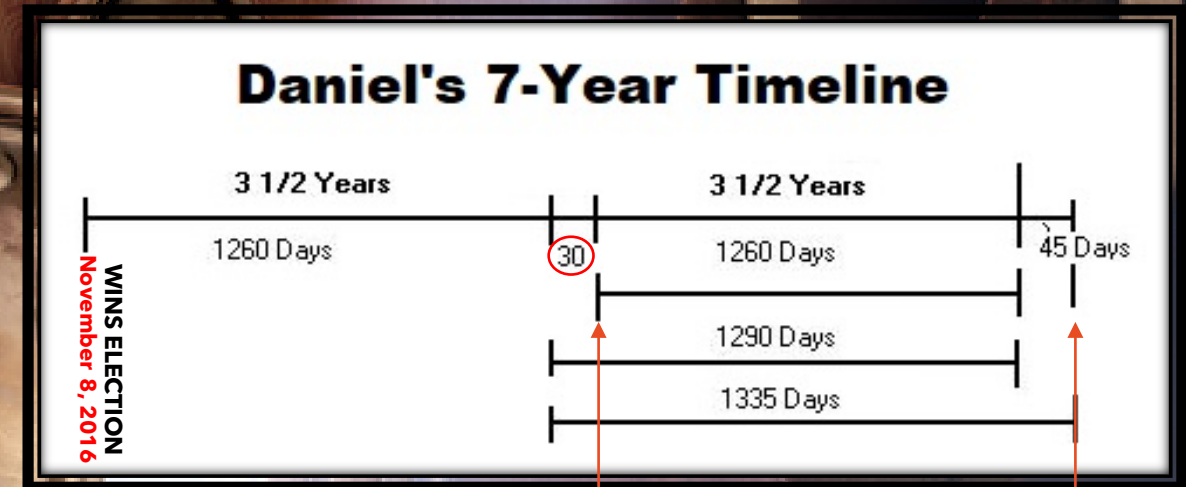 Daniel's 7-Year Timeline
3 1/2 Years
3 1/2 Years
1260 Days
30
1260 Days
45 Days
1290 Days
1335 Days
WINS ELECTION
November 8, 2016